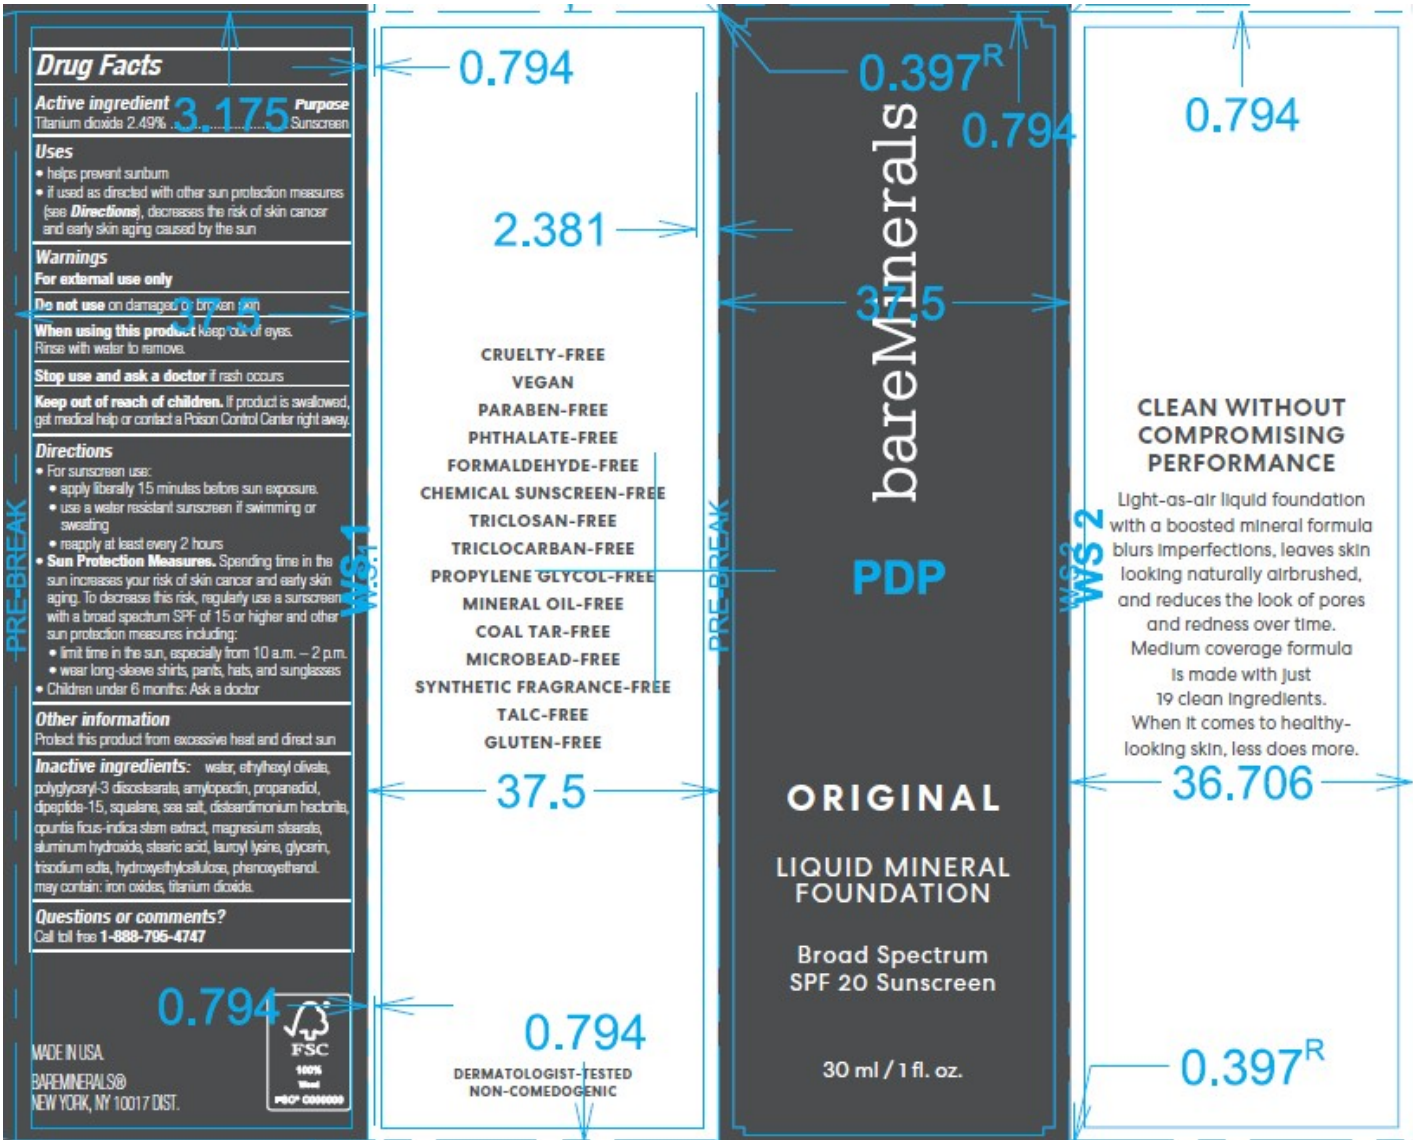 Drug Facts
Active ingredient Purpose
Titanium dioxide 2.49% ........................ Sunscreen
3.175
Uses
• helps prevent sunburn
• if used as directed with other sun protection measures
(see Directions), decreases the risk of skin cancer
and early skin aging caused by the sun
Warnings
For external use only
Do not use on damaged or broken skin
37.5
When using this product keep out of eyes.
Rinse with water to remove.
Stop use and ask a doctor if rash occurs
Keep out of reach of children. If product is swallowed,
get medical help or contact a Poison Control Center right away.
Directions
• For sunscreen use:
• apply liberally 15 minutes before sun exposure.
• use a water resistant sunscreen if swimming or
sweating
• reapply at least every 2 hours
• Sun Protection Measures. Spending time in the
sun increases your risk of skin cancer and early skin
aging. To decrease this risk, regularly use a sunscreen
with a broad spectrum SPF of 15 or higher and other
sun protection measures including:
• limit time in the sun, especially from 10 a.m. – 2 p.m.
• wear long-sleeve shirts, pants, hats, and sunglasses
• Children under 6 months: Ask a doctor
Other information
Protect this product from excessive heat and direct sun
Inactive ingredients: water, ethylhexyl olivate,
polyglyceryl-3 diisostearate, amylopectin, propanediol,
dipeptide-15, squalane, sea salt, disteardimonium hectorite,
opuntia ficus-indica stem extract, magnesium stearate,
aluminum hydroxide, stearic acid, lauroyl lysine, glycerin,
trisodium edta, hydroxyethylcellulose, phenoxyethanol.
may contain: iron oxides, titanium dioxide.
Questions or comments?
Call toll free 1-888-795-4747
0.794
FSC
100%
Wood
FSC® C000000
MADE IN USA.
BAREMINERALS®
NEW YORK, NY 10017 DIST.
PRE-BREAK
WS 1
W.S.1
0.794
2.381
CRUELTY-FREE
VEGAN
PARABEN-FREE
PHTHALATE-FREE
FORMALDEHYDE-FREE
CHEMICAL SUNSCREEN-FREE
TRICLOSAN-FREE
TRICLOCARBAN-FREE
PROPYLENE GLYCOL-FREE
MINERAL OIL-FREE
COAL TAR-FREE
MICROBEAD-FREE
SYNTHETIC FRAGRANCE-FREE
TALC-FREE
GLUTEN-FREE
37.5
0.794
DERMATOLOGIST-TESTED
NON-COMEDOGENIC
PRE-BREAK
0.397R
0.794
bareMinerals
37.5
PDP
ORIGINAL
LIQUID MINERAL
FOUNDATION
Broad Spectrum
SPF 20 Sunscreen
30 ml / 1 fl. oz.
W.S.2
WS 2
0.794
CLEAN WITHOUT
COMPROMISING
PERFORMANCE
Light-as-air liquid foundation
with a boosted mineral formula
blurs imperfections, leaves skin
looking naturally airbrushed,
and reduces the look of pores
and redness over time.
Medium coverage formula
is made with just
19 clean ingredients.
When it comes to healthy-
looking skin, less does more.
36.706
0.397R